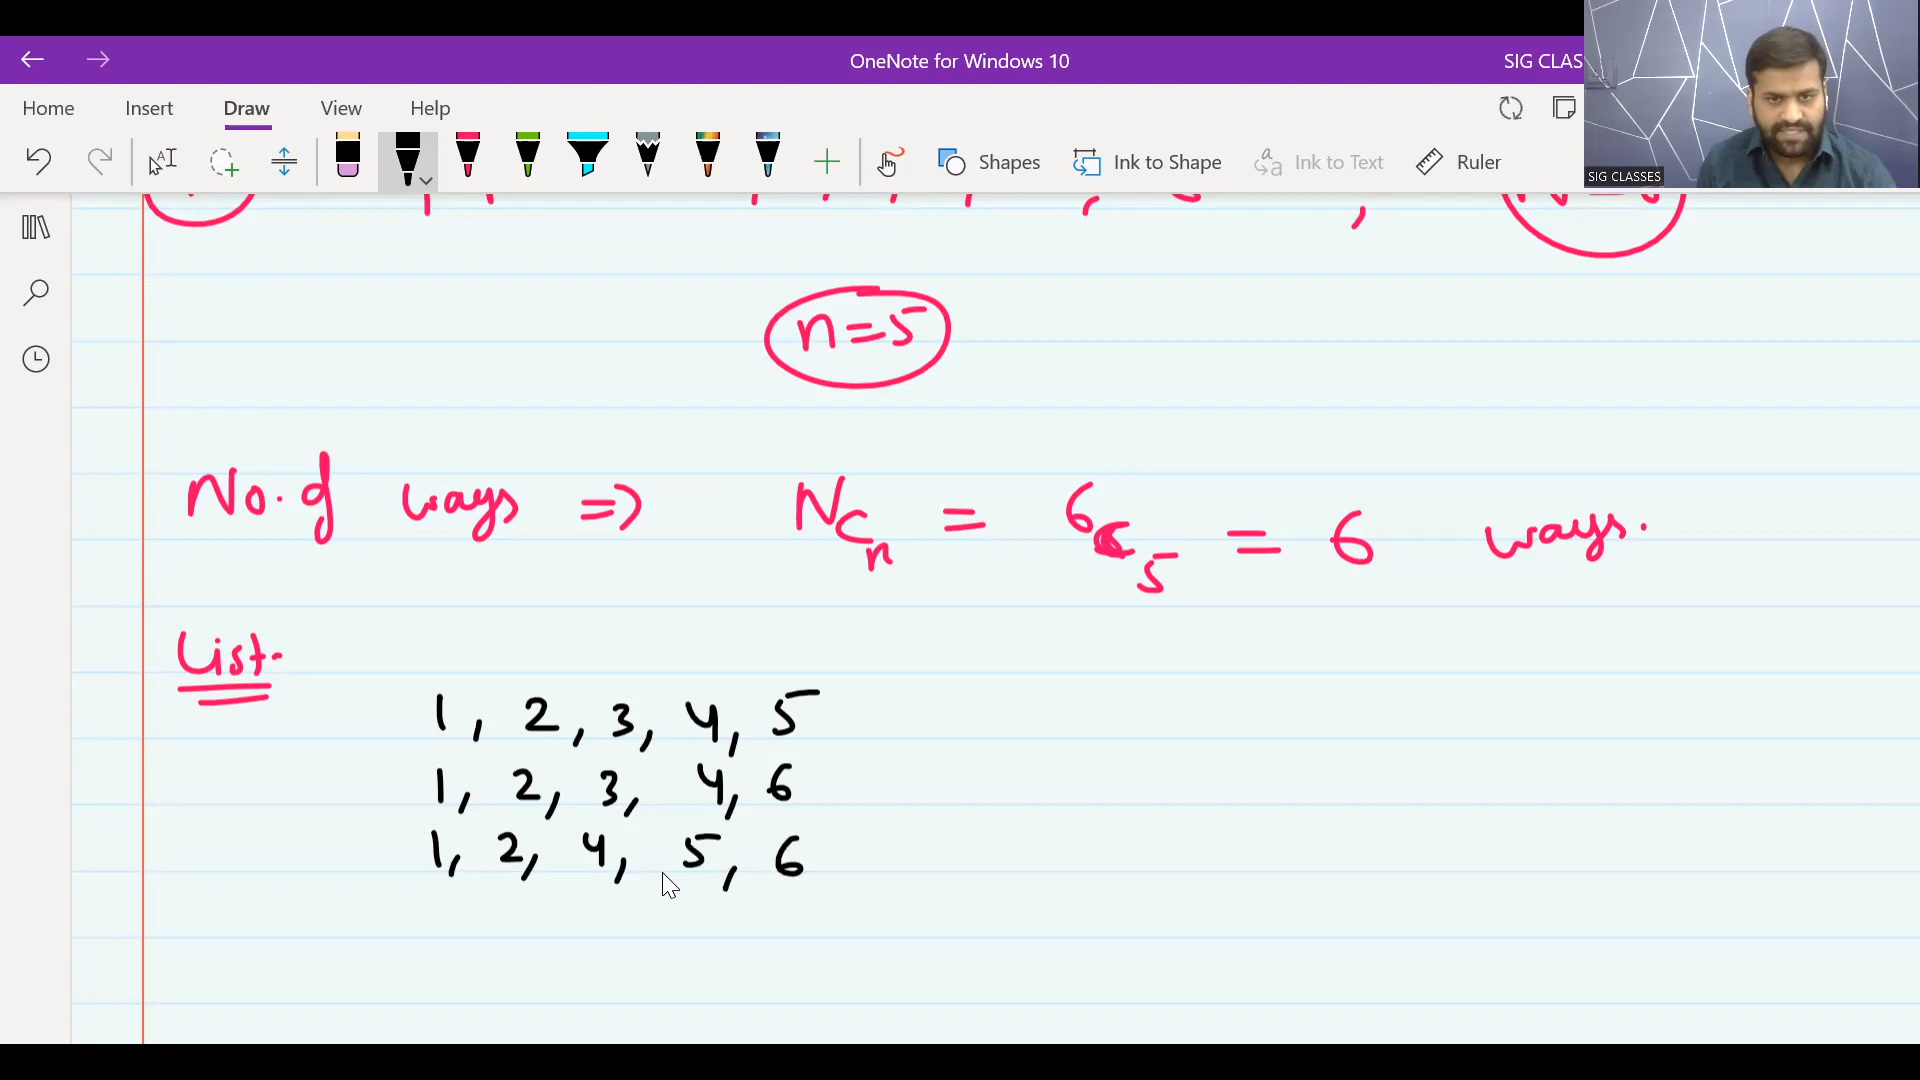 OneNote for Windows 10
SIG CLAS
Home Insert Draw View Help
Shapes Ink to Shape Ink to Text Ruler
SIG CLASSES
n=5
No. of ways => NCn = 6C5 = 6 ways.
List.
1, 2, 3, 4, 5
1, 2, 3, 4, 6
1, 2, 4, 5, 6